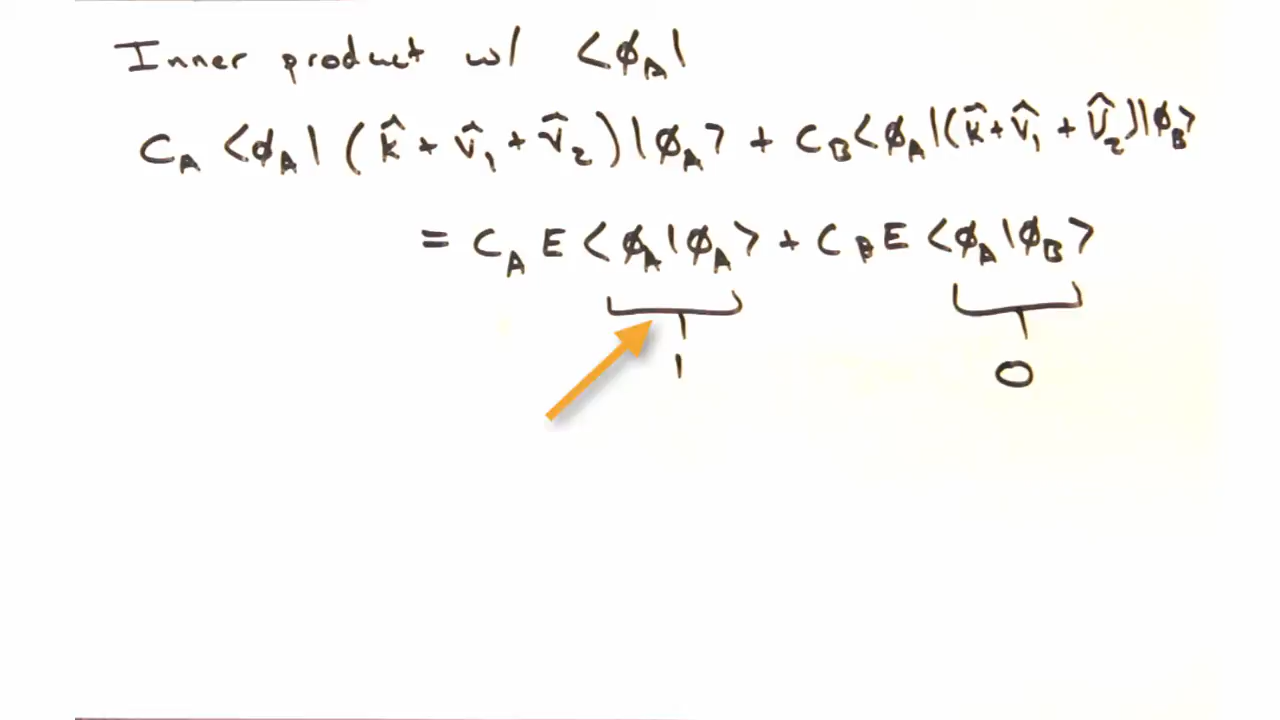 Inner product w/ <ϕ_A|
C_A <ϕ_A| (k̂ + v̂_1 + v̂_2) |ϕ_A> + C_B <ϕ_A| (k̂ + v̂_1 + v̂_2) |ϕ_B>
= C_A E <ϕ_A|ϕ_A> + C_B E <ϕ_A|ϕ_B>
1 0